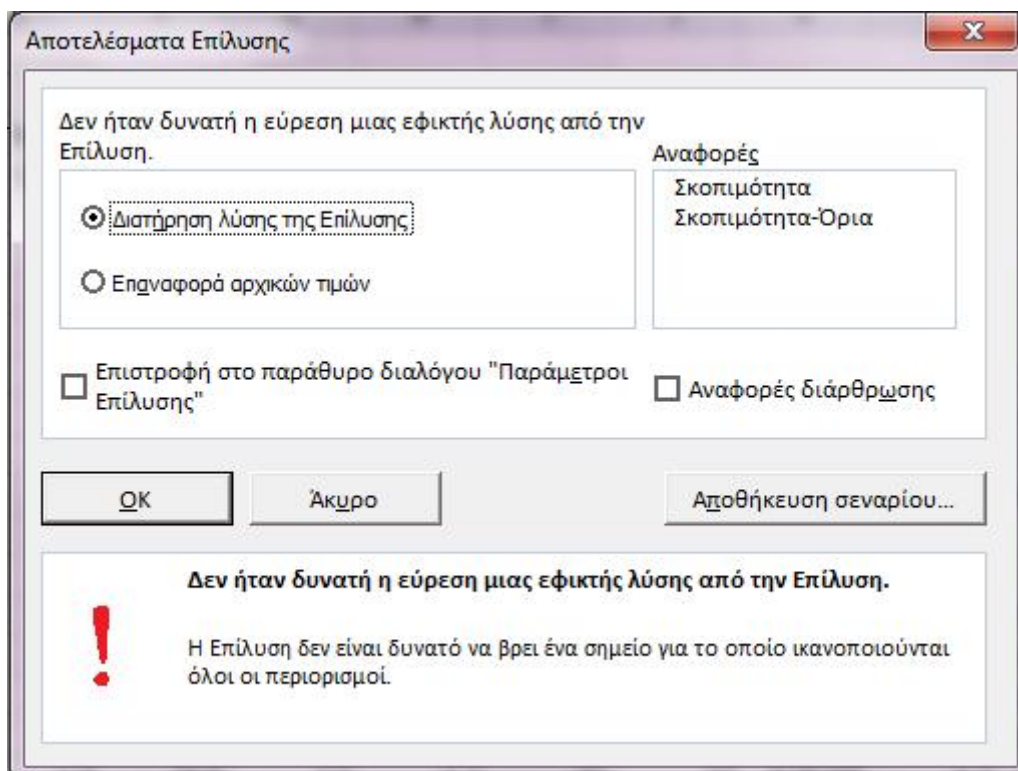 Αποτελέσματα Επίλυσης
Δεν ήταν δυνατή η εύρεση μιας εφικτής λύσης από την
Επίλυση.
Διατήρηση λύσης της Επίλυσης
Επαναφορά αρχικών τιμών
Αναφορές
Σκοπιμότητα
Σκοπιμότητα-Όρια
Επιστροφή στο παράθυρο διαλόγου "Παράμετροι
Επίλυσης"
Αναφορές διάρθρωσης
OK
Άκυρο
Αποθήκευση σεναρίου...
Δεν ήταν δυνατή η εύρεση μιας εφικτής λύσης από την Επίλυση.
Η Επίλυση δεν είναι δυνατό να βρει ένα σημείο για το οποίο ικανοποιούνται
όλοι οι περιορισμοί.